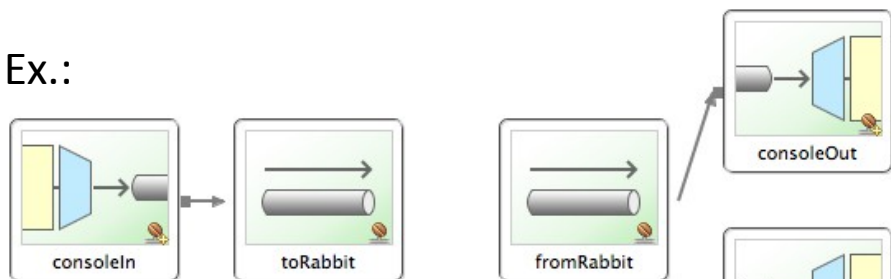 Ex.:
consoleOut
consoleIn
toRabbit
fromRabbit